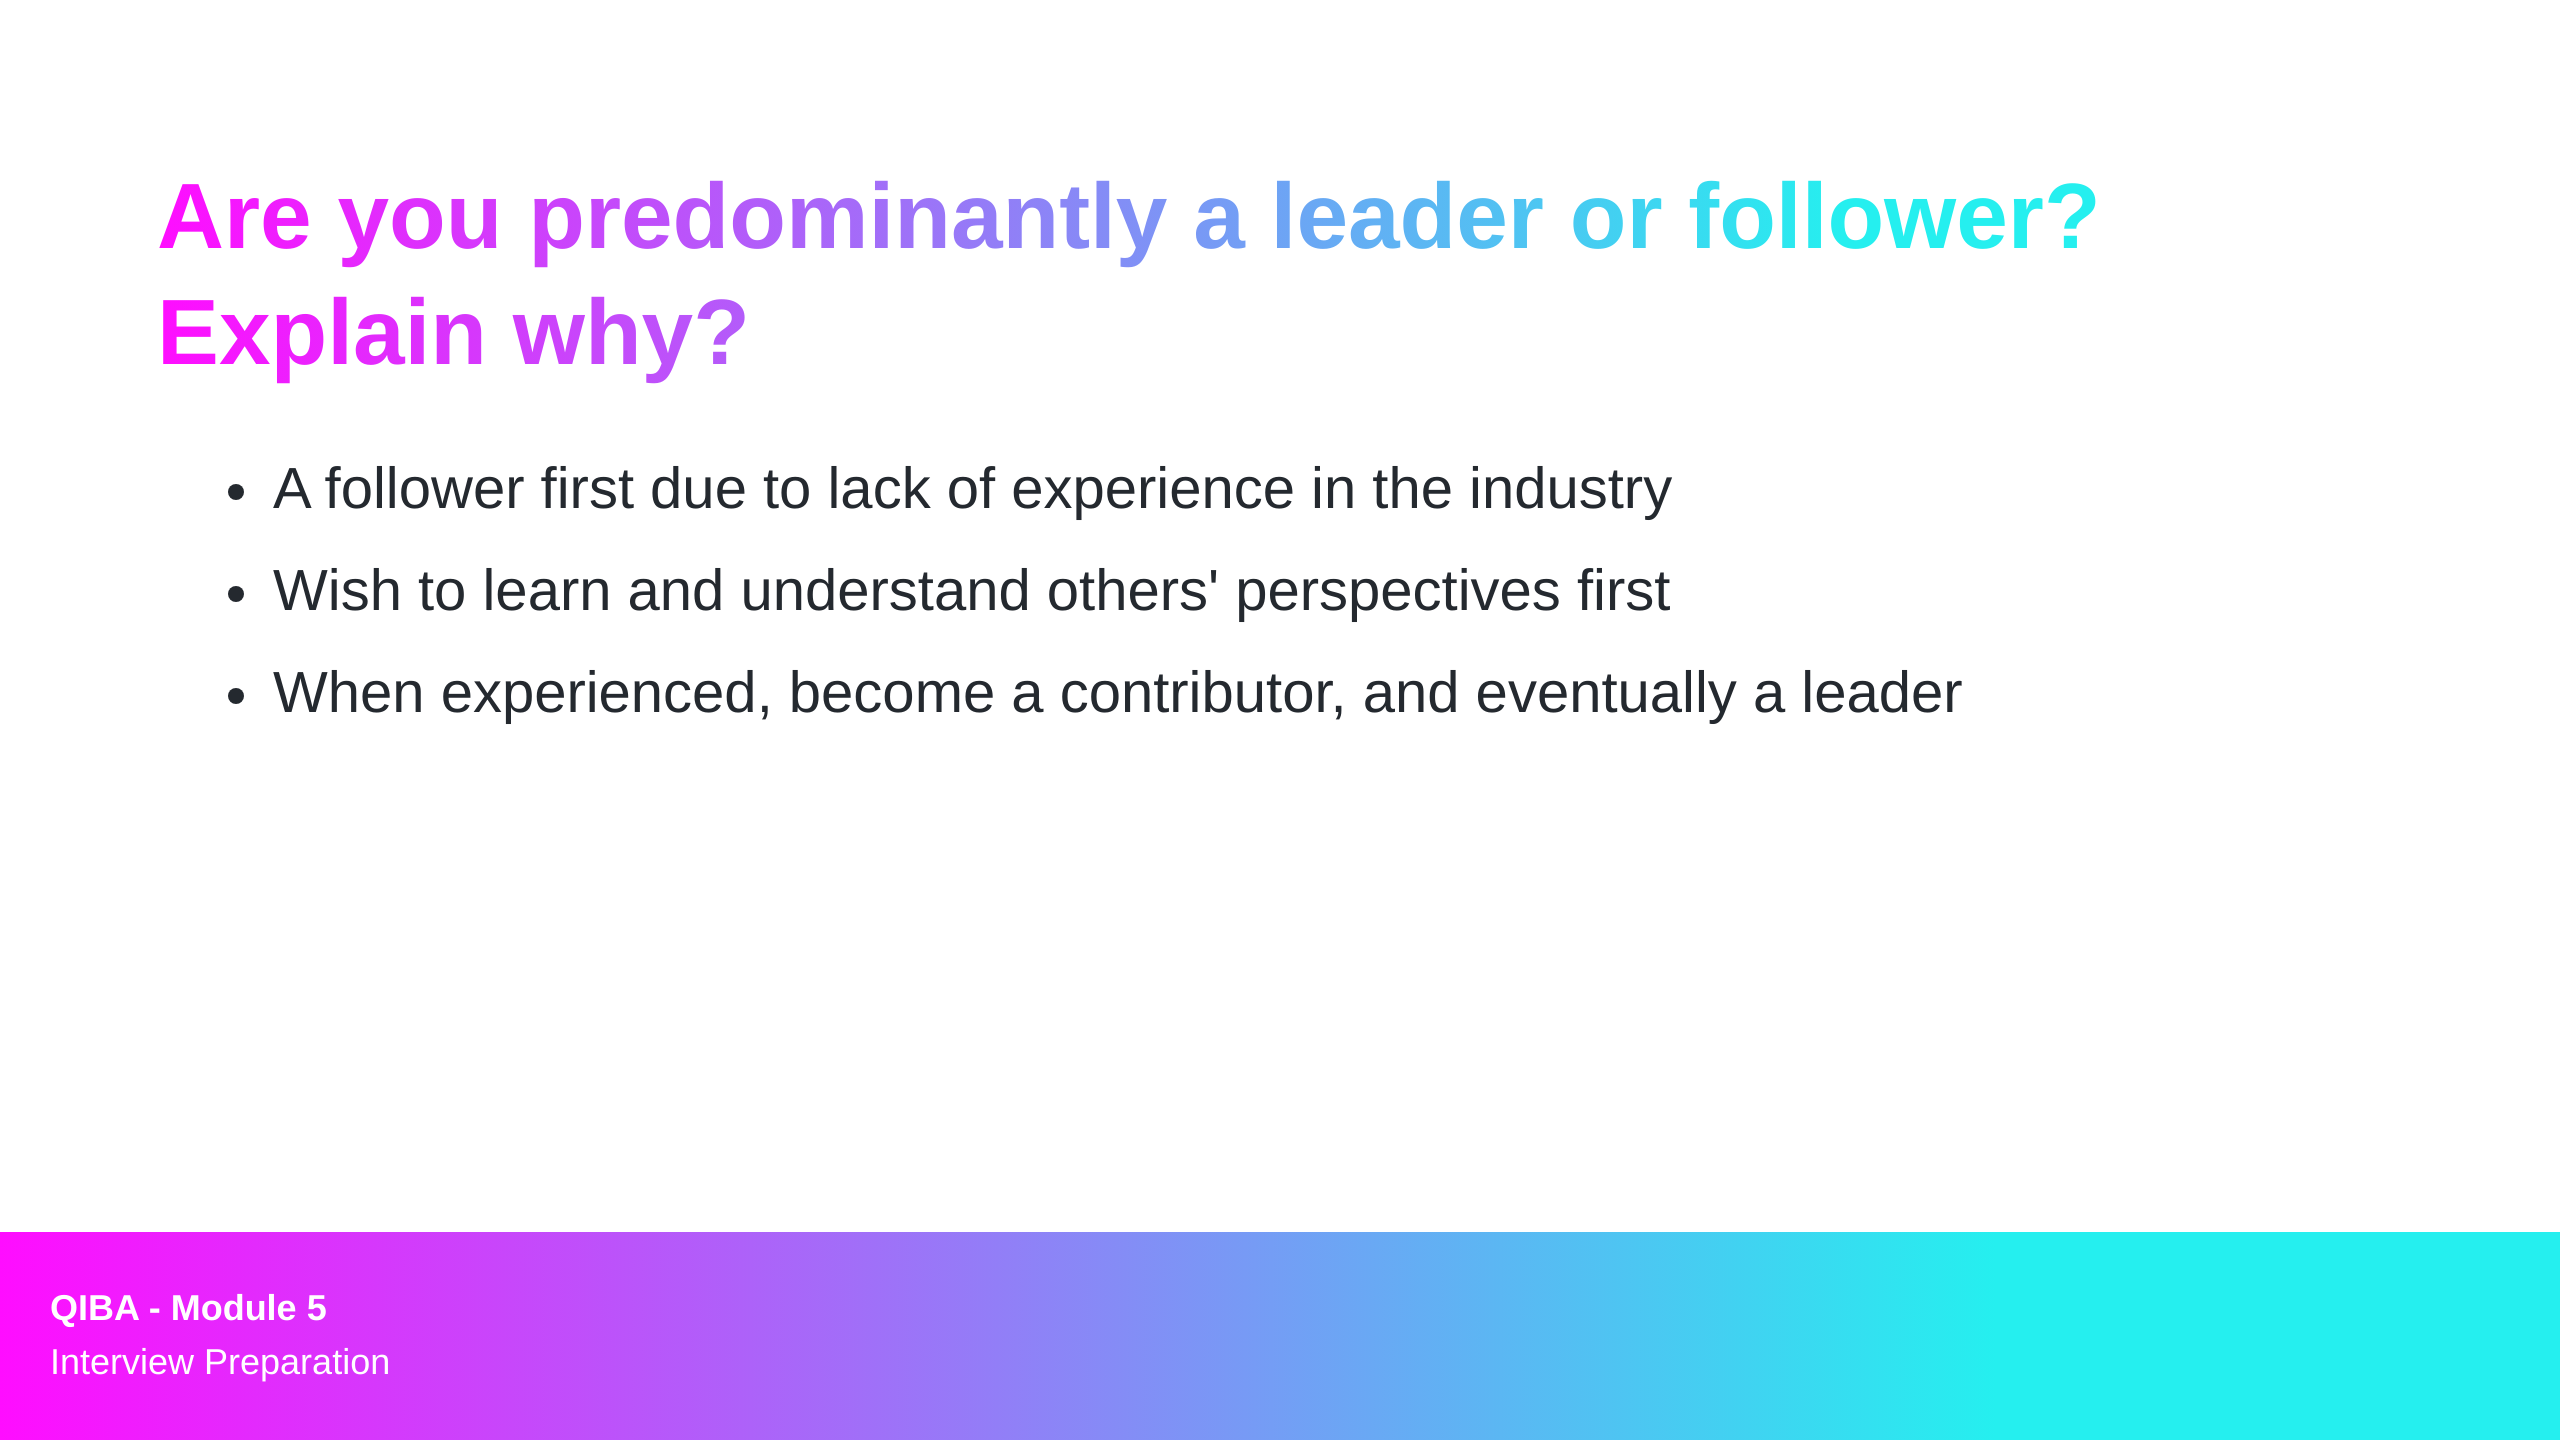 Are you predominantly a leader or follower?
Explain why?
• A follower first due to lack of experience in the industry
• Wish to learn and understand others' perspectives first
• When experienced, become a contributor, and eventually a leader
QIBA - Module 5
Interview Preparation